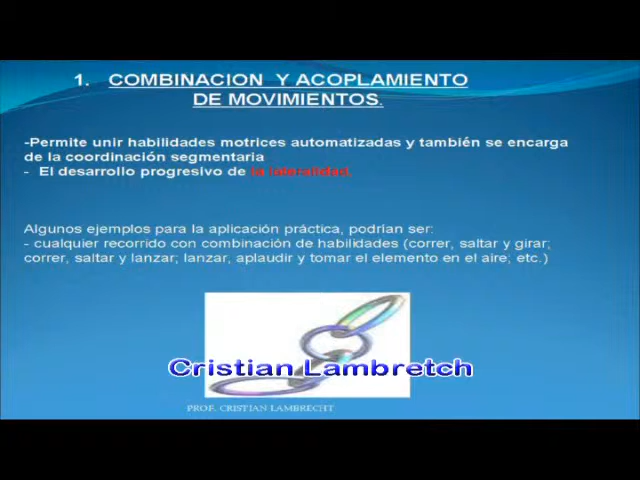 1. COMBINACION Y ACOPLAMIENTO
DE MOVIMIENTOS.
-Permite unir habilidades motrices automatizadas y también se encarga
de la coordinación segmentaria
- El desarrollo progresivo de la lateralidad.
Algunos ejemplos para la aplicación práctica, podrían ser:
- cualquier recorrido con combinación de habilidades (correr, saltar y girar;
correr, saltar y lanzar; lanzar, aplaudir y tomar el elemento en el aire; etc.)
Cristian Lambretch
PROF. CRISTIAN LAMBRECHT